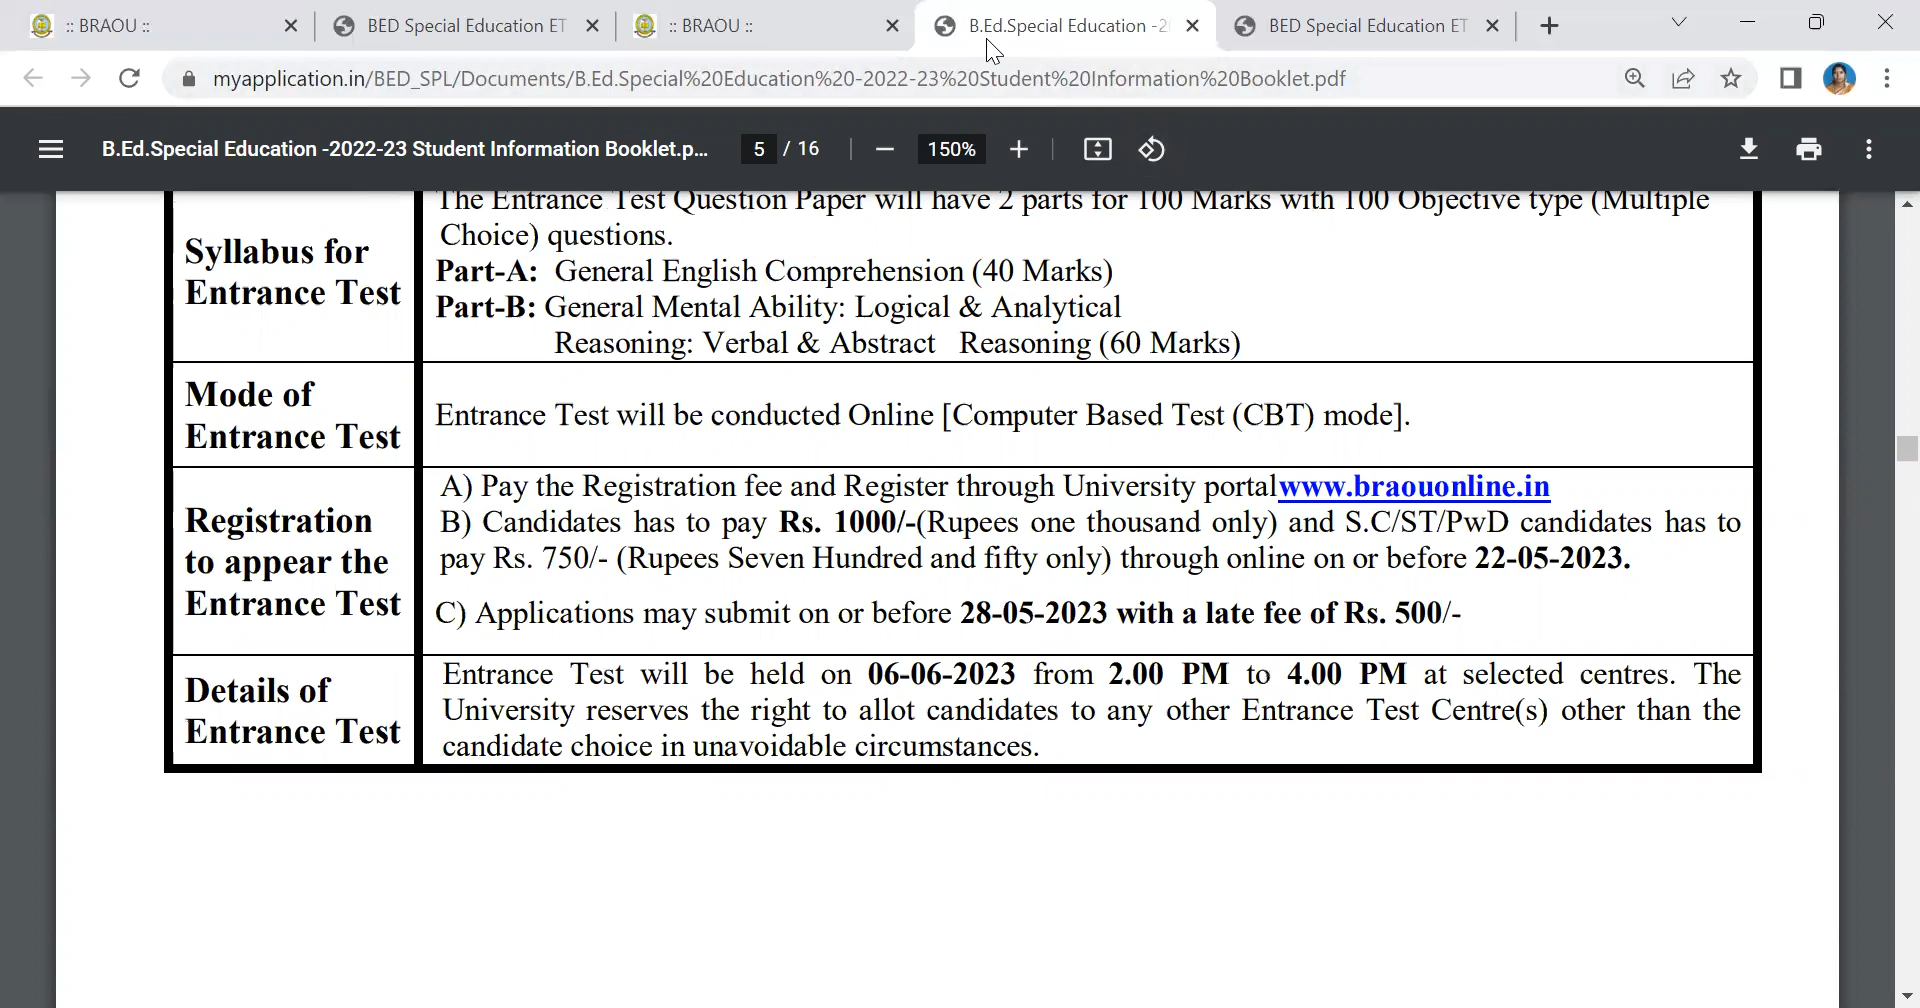 :: BRAOU ::
BED Special Education ET
:: BRAOU ::
B.Ed.Special Education -2
BED Special Education ET
myapplication.in/BED_SPL/Documents/B.Ed.Special%20Education%20-2022-23%20Student%20Information%20Booklet.pdf
B.Ed.Special Education -2022-23 Student Information Booklet.p...
5 / 16
150%
Syllabus for
Entrance Test
The Entrance Test Question Paper will have 2 parts for 100 Marks with 100 Objective type (Multiple
Choice) questions.
Part-A: General English Comprehension (40 Marks)
Part-B: General Mental Ability: Logical & Analytical
Reasoning: Verbal & Abstract Reasoning (60 Marks)
Mode of
Entrance Test
Entrance Test will be conducted Online [Computer Based Test (CBT) mode].
Registration
to appear the
Entrance Test
A) Pay the Registration fee and Register through University portalwww.braouonline.in
B) Candidates has to pay Rs. 1000/-(Rupees one thousand only) and S.C/ST/PwD candidates has to
pay Rs. 750/- (Rupees Seven Hundred and fifty only) through online on or before 22-05-2023.
C) Applications may submit on or before 28-05-2023 with a late fee of Rs. 500/-
Details of
Entrance Test
Entrance Test will be held on 06-06-2023 from 2.00 PM to 4.00 PM at selected centres. The
University reserves the right to allot candidates to any other Entrance Test Centre(s) other than the
candidate choice in unavoidable circumstances.